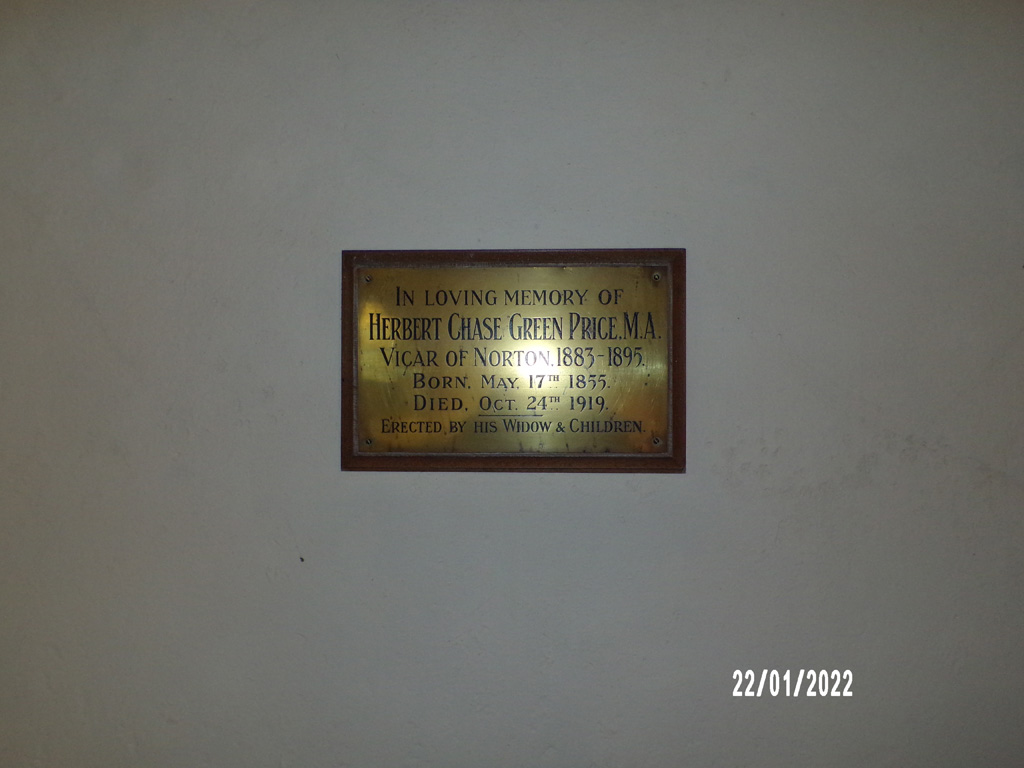 IN LOVING MEMORY OF
HERBERT CHASE GREEN PRICE. M.A.
VICAR OF NORTON. 1883-1895.
BORN. MAY. 17TH 1855.
DIED. OCT. 24TH 1919.
ERECTED BY HIS WIDOW & CHILDREN.
22/01/2022